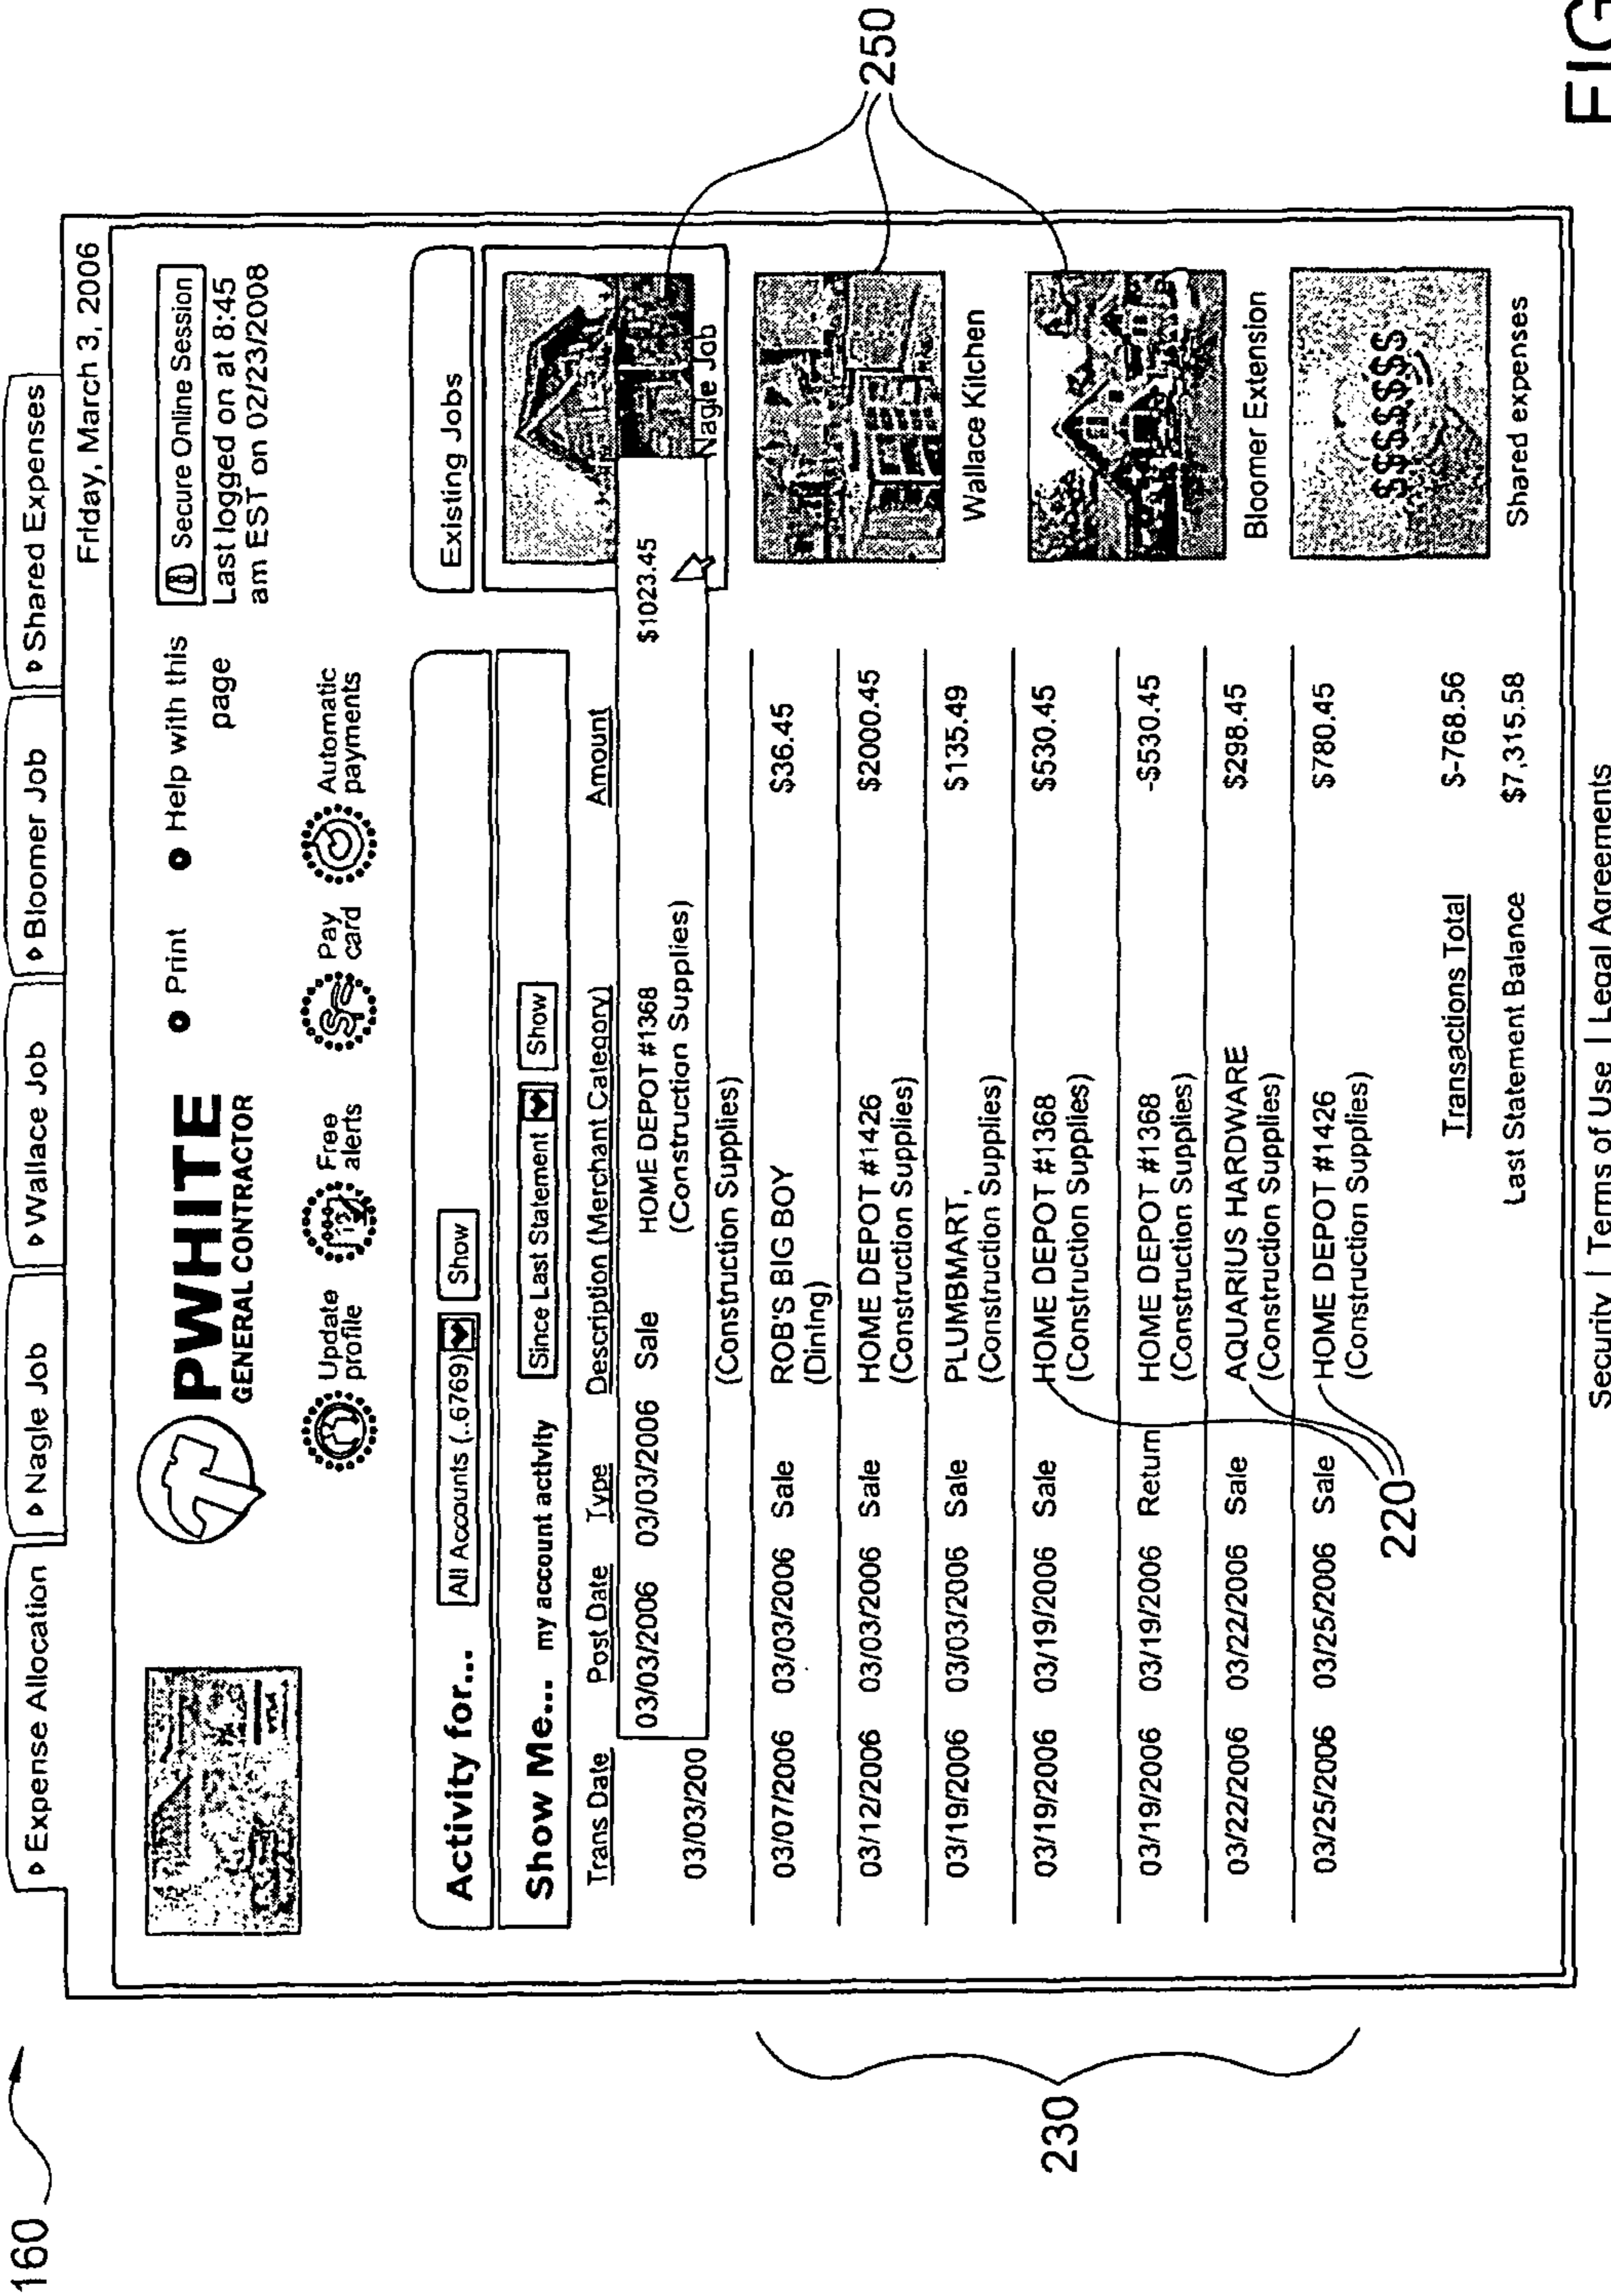 160
Expense Allocation Nagle Job Wallace Job Bloomer Job Shared Expenses
Friday, March 3, 2006
PWHITE
GENERAL CONTRACTOR
Print Help with this
page
Secure Online Session
Last logged on at 8:45
am EST on 02/23/2008
Update
profile
Free
alerts
Pay
card
Automatic
payments
Activity for... All Accounts (..6769) Show
Show Me... my account activity Since Last Statement Show
Existing Jobs
Trans Date Post Date Type Description (Merchant Category) Amount
03/03/2006 03/03/2006 Sale HOME DEPOT #1368 $1023.45
(Construction Supplies)
03/03/200
(Construction Supplies)
Nagle Job
03/07/2006 03/03/2006 Sale ROB'S BIG BOY $36.45
(Dining)
03/12/2006 03/03/2006 Sale HOME DEPOT #1426 $2000.45
(Construction Supplies)
03/19/2006 03/03/2006 Sale PLUMBMART, $135.49
(Construction Supplies)
Wallace Kilchen
03/19/2006 03/19/2006 Sale HOME DEPOT #1368 $530.45
(Construction Supplies)
03/19/2006 03/19/2006 Return HOME DEPOT #1368 -$530.45
(Construction Supplies)
03/22/2006 03/22/2006 Sale AQUARIUS HARDWARE $298.45
(Construction Supplies)
Bloomer Extension
03/25/2006 03/25/2006 Sale HOME DEPOT #1426 $780.45
(Construction Supplies)
$$$$$$$
Transactions Total $-768.56
Last Statement Balance $7,315.58
Shared expenses
Security | Terms of Use | Legal Agreements
250
230
220
FIG